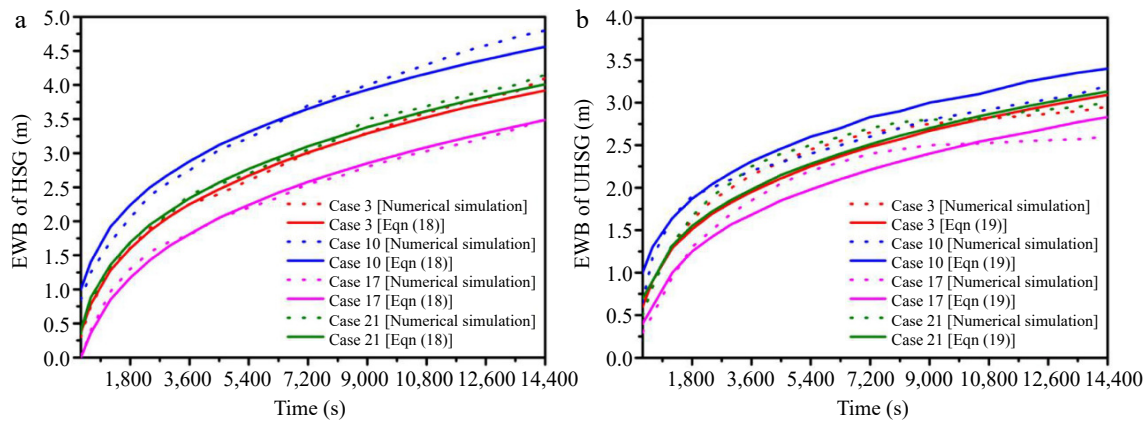 a
EWB of HSG (m)
5.0
4.5
4.0
3.5
3.0
2.5
2.0
1.5
1.0
0.5
0.0
Case 3 [Numerical simulation]
Case 3 [Eqn (18)]
Case 10 [Numerical simulation]
Case 10 [Eqn (18)]
Case 17 [Numerical simulation]
Case 17 [Eqn (18)]
Case 21 [Numerical simulation]
Case 21 [Eqn (18)]
1,800 3,600 5,400 7,200 9,000 10,800 12,600 14,400
Time (s)
b
EWB of UHSG (m)
4.0
3.5
3.0
2.5
2.0
1.5
1.0
0.5
0.0
Case 3 [Numerical simulation]
Case 3 [Eqn (19)]
Case 10 [Numerical simulation]
Case 10 [Eqn (19)]
Case 17 [Numerical simulation]
Case 17 [Eqn (19)]
Case 21 [Numerical simulation]
Case 21 [Eqn (19)]
1,800 3,600 5,400 7,200 9,000 10,800 12,600 14,400
Time (s)